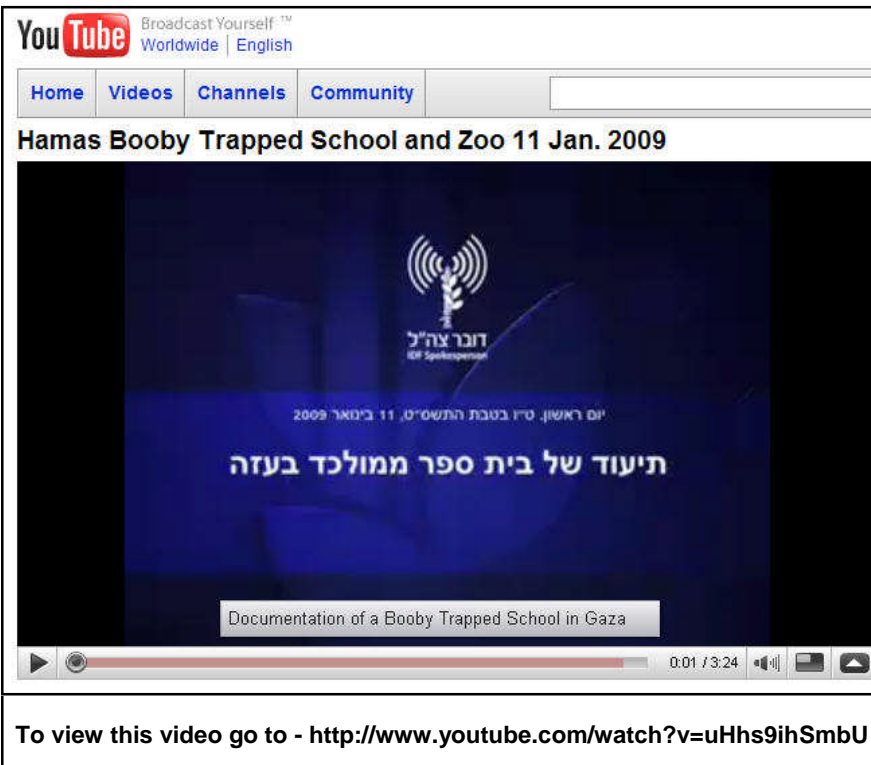 You Tube Broadcast Yourself ™
Worldwide | English
Home Videos Channels Community
Hamas Booby Trapped School and Zoo 11 Jan. 2009
דובר צה"ל
IDF Spokesperson
יום ראשון, ט״ו בטבת התשס״ט, 11 בינואר 2009
תיעוד של בית ספר ממולכד בעזה
Documentation of a Booby Trapped School in Gaza
0:01 / 3:24
To view this video go to - http://www.youtube.com/watch?v=uHhs9ihSmbU